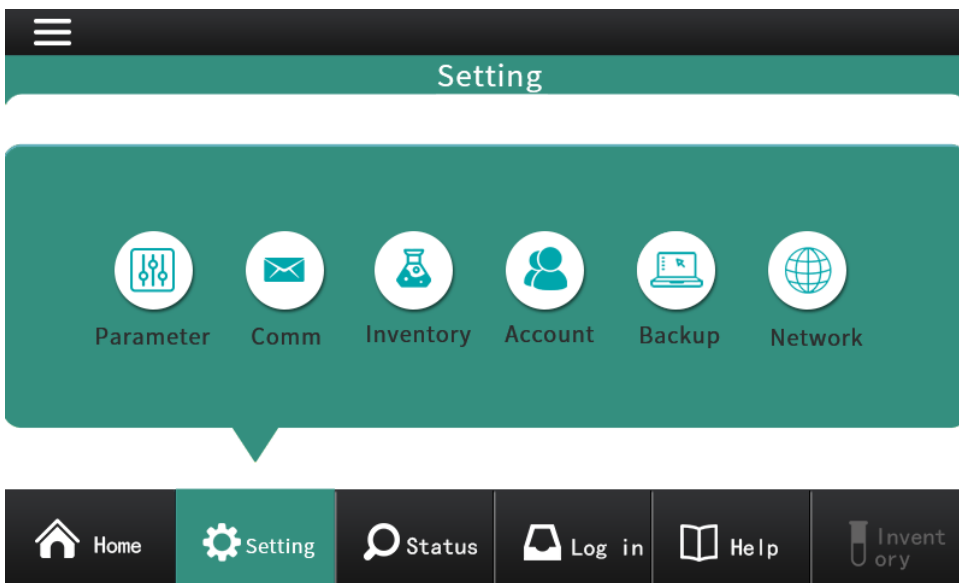 Setting
Parameter Comm Inventory Account Backup Network
Home Setting Status Log in Help Invent
ory